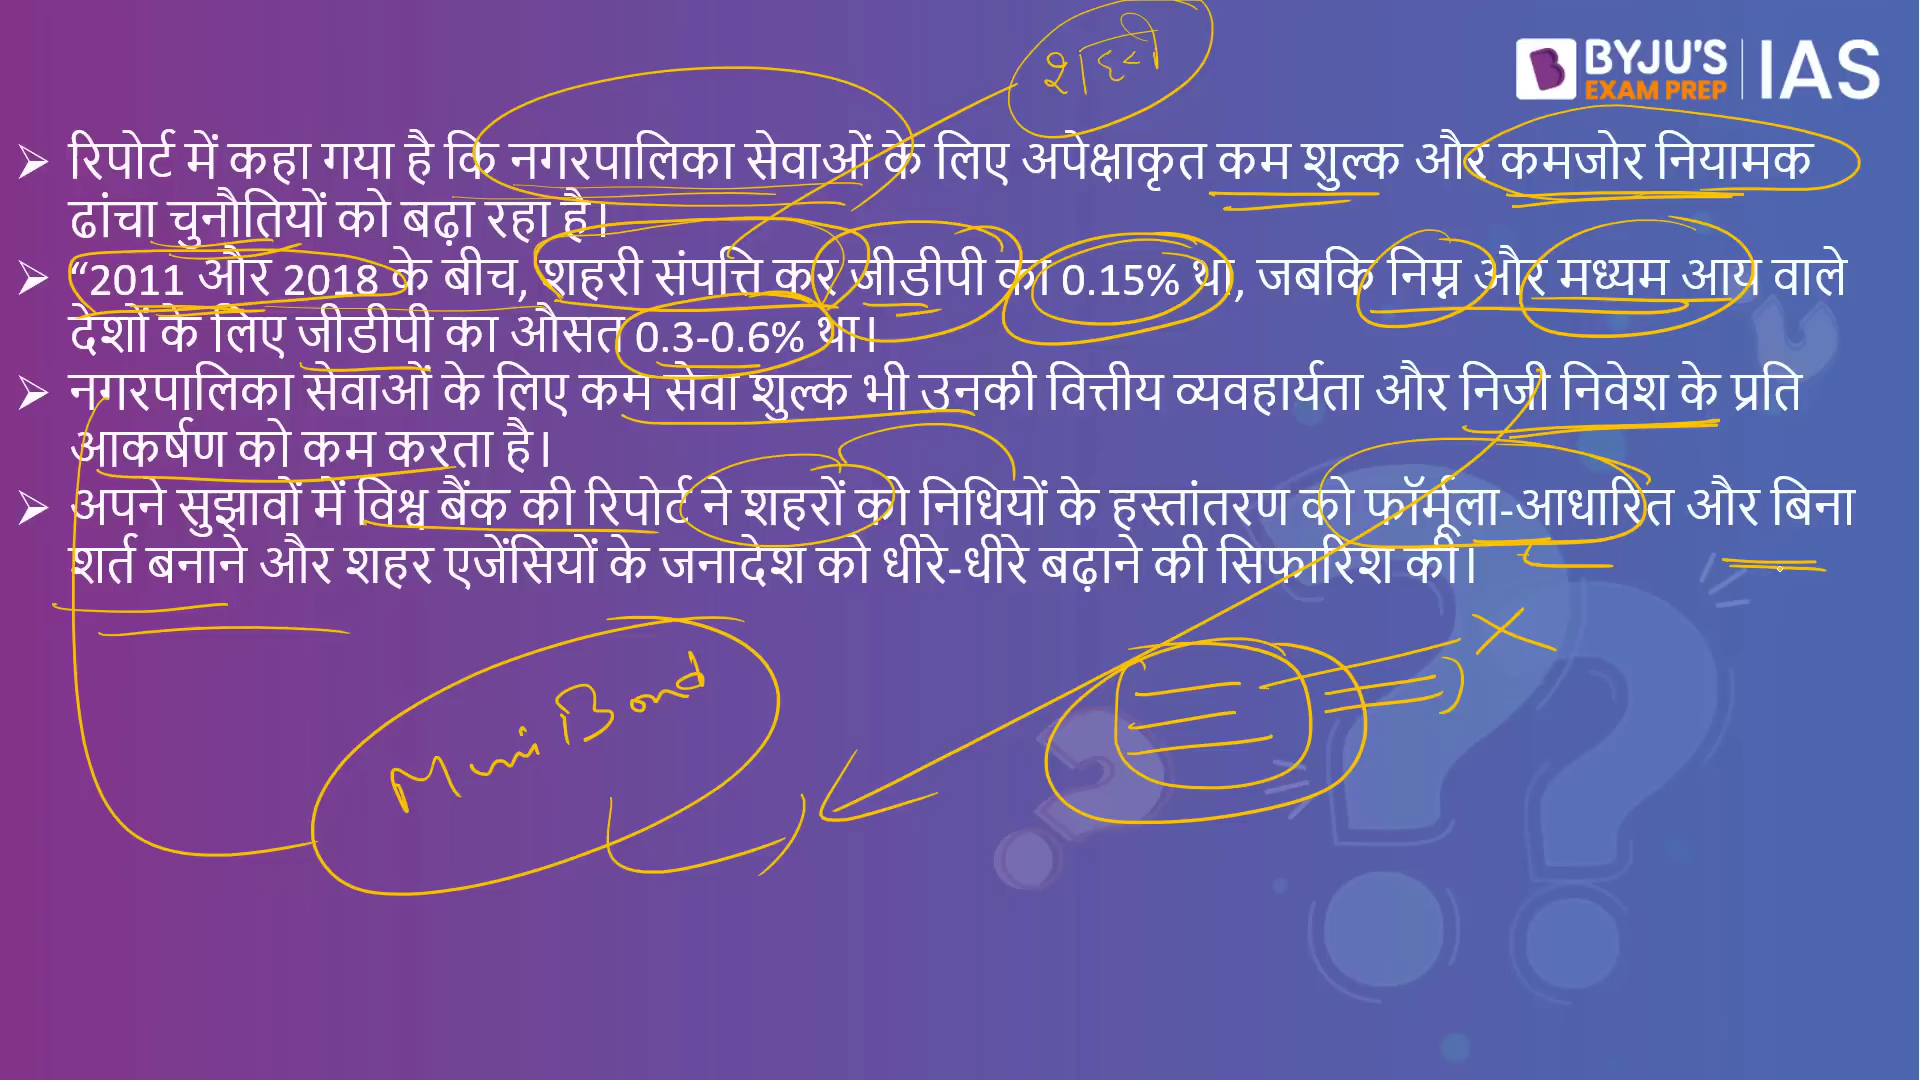 शहरी
BYJU'S
EXAM PREP
IAS
➢ रिपोर्ट में कहा गया है कि नगरपालिका सेवाओं के लिए अपेक्षाकृत कम शुल्क और कमजोर नियामक
ढांचा चुनौतियों को बढ़ा रहा है।
➢ “2011 और 2018 के बीच, शहरी संपत्ति कर जीडीपी का 0.15% था, जबकि निम्न और मध्यम आय वाले
देशों के लिए जीडीपी का औसत 0.3-0.6% था।
➢ नगरपालिका सेवाओं के लिए कम सेवा शुल्क भी उनकी वित्तीय व्यवहार्यता और निजी निवेश के प्रति
आकर्षण को कम करता है।
➢ अपने सुझावों में विश्व बैंक की रिपोर्ट ने शहरों को निधियों के हस्तांतरण को फॉर्मूला-आधारित और बिना
शर्त बनाने और शहर एजेंसियों के जनादेश को धीरे-धीरे बढ़ाने की सिफारिश की।
Muni Bond